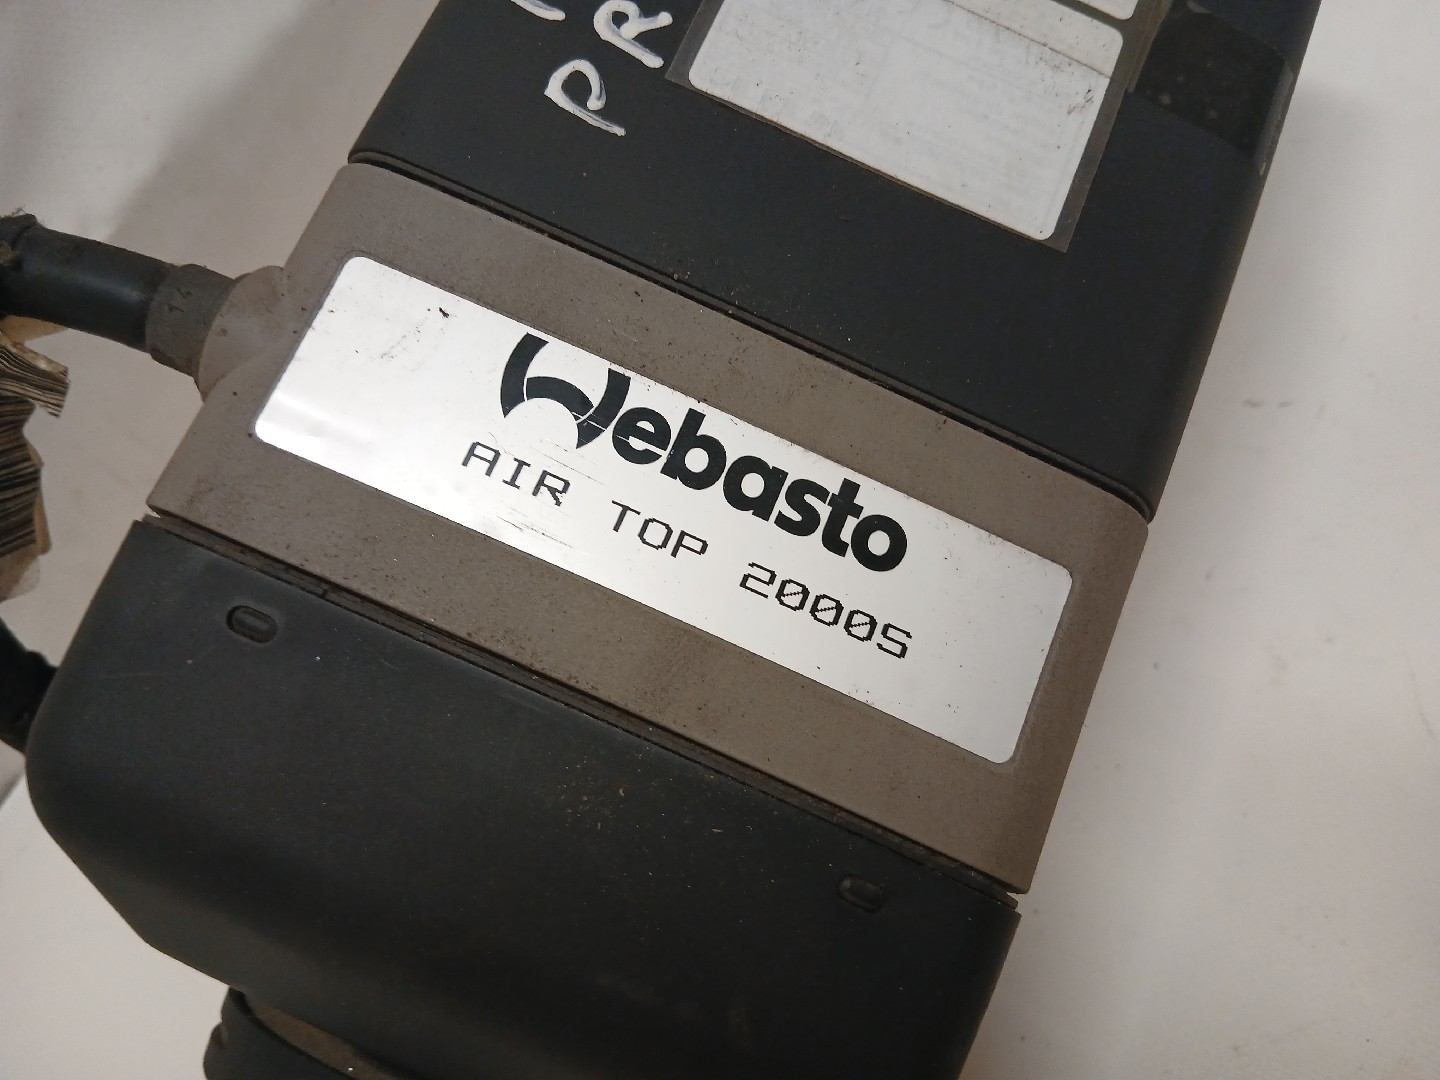 PR
Webasto
AIR TOP 2000S